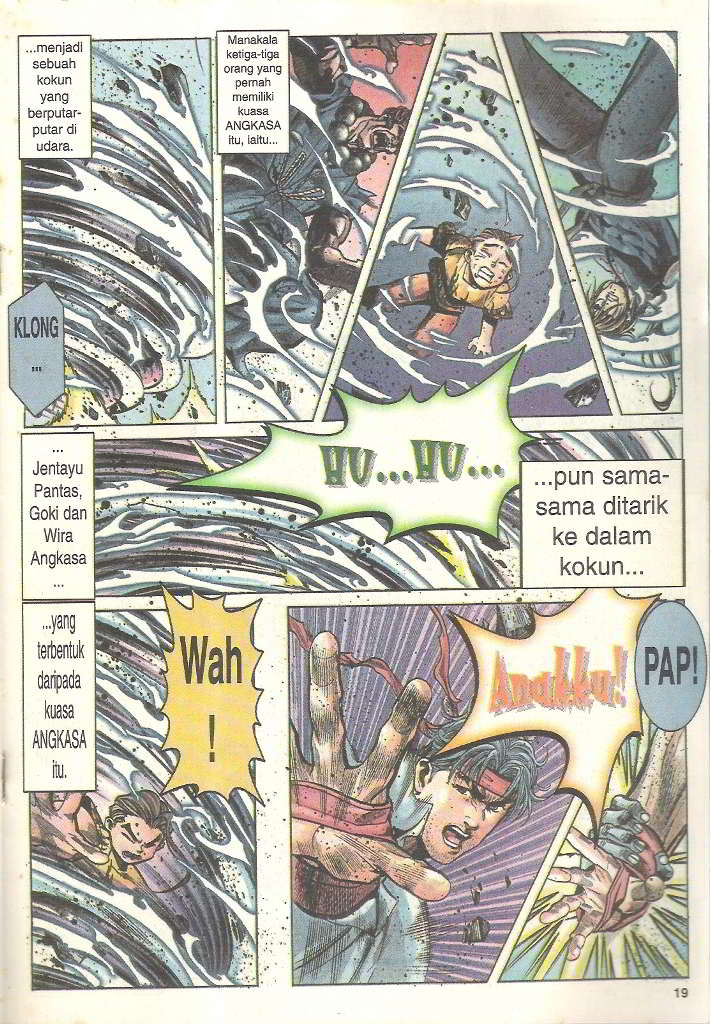 ...menjadi
sebuah
kokun
yang
berputar-
putar di
udara.
Manakala
ketiga-tiga
orang yang
pernah
memiliki
kuasa
ANGKASA
itu, iaitu...
KLONG
...
HU...HU...
...
Jentayu
Pantas,
Goki dan
Wira
Angkasa
...
...pun sama-
sama ditarik
ke dalam
kokun...
...yang
terbentuk
daripada
kuasa
ANGKASA
itu.
Wah
!
Anakku!
PAP!
19